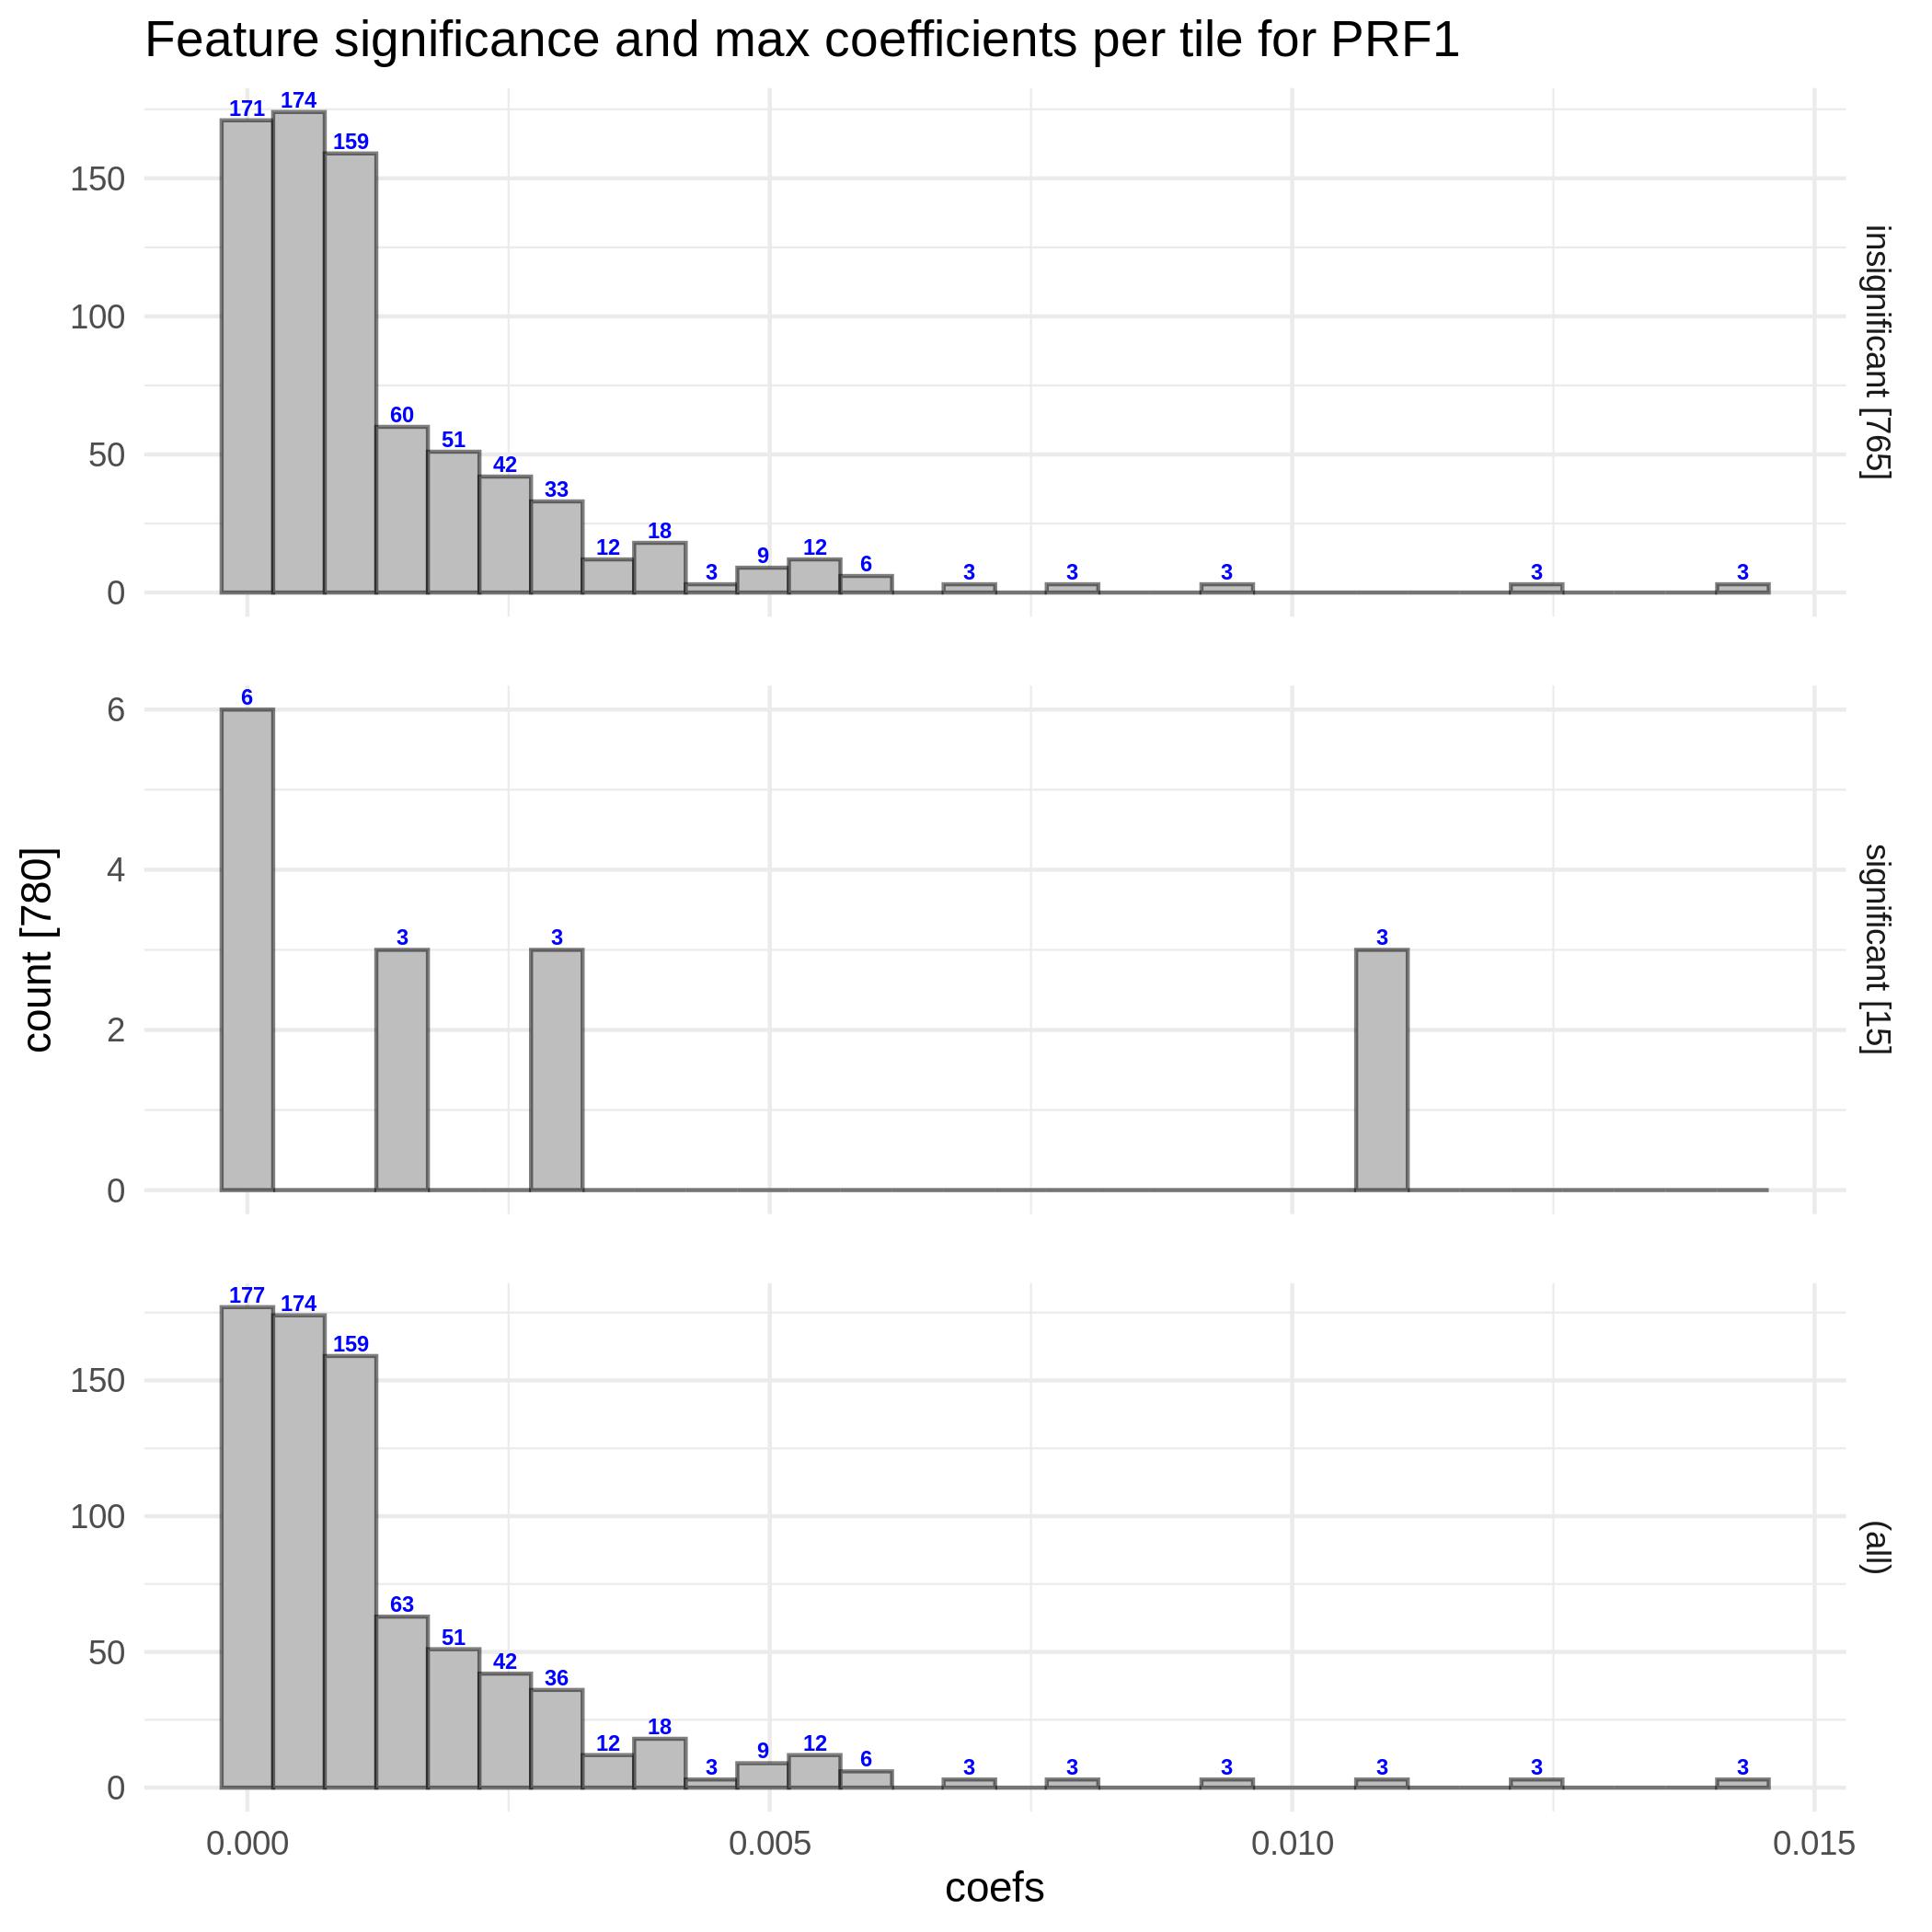 Feature significance and max coefficients per tile for PRF1
171 174 159 60 51 42 33 12 18 3 9 12 6 3 3 3 3 3
150
100
50
0
insignificant [765]
6 3 3 3
6
4
2
0
significant [15]
count [780]
177 174 159 63 51 42 36 12 18 3 9 12 6 3 3 3 3 3 3
150
100
50
0
(all)
0.000 0.005 0.010 0.015
coefs